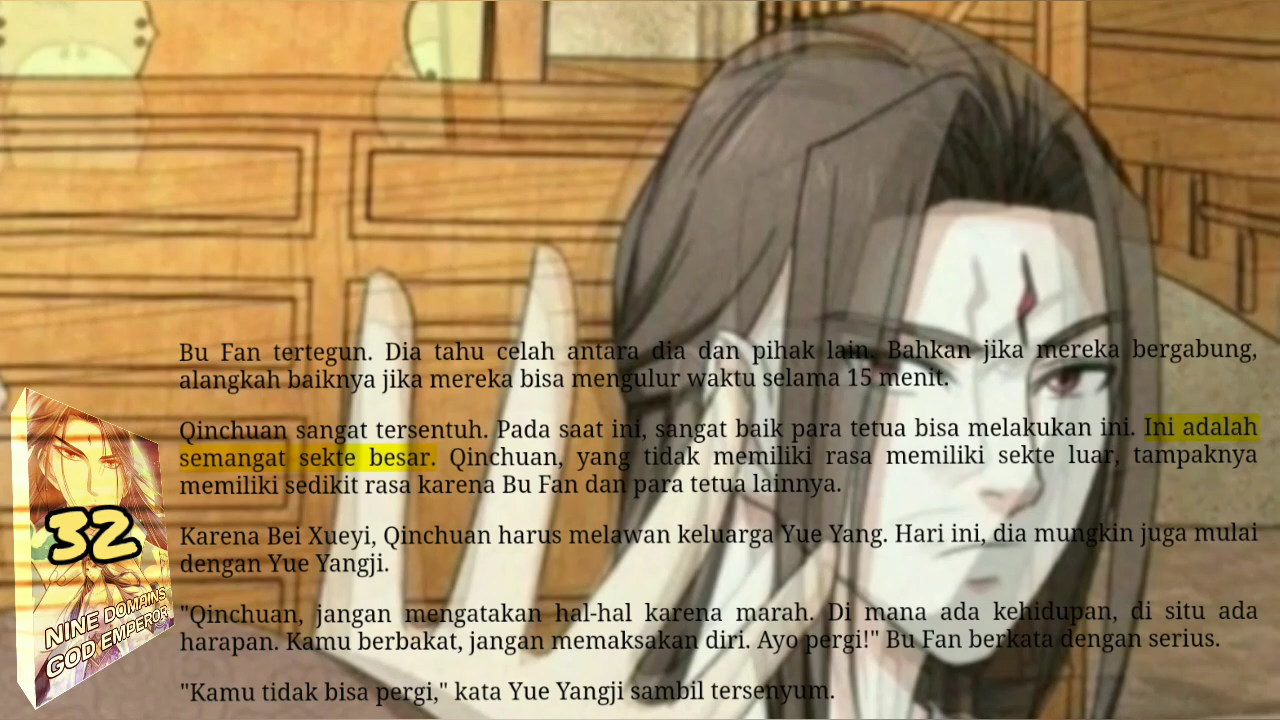 Bu Fan tertegun. Dia tahu celah antara dia dan pihak lain. Bahkan jika mereka bergabung,
alangkah baiknya jika mereka bisa mengulur waktu selama 15 menit.
Qinchuan sangat tersentuh. Pada saat ini, sangat baik para tetua bisa melakukan ini. Ini adalah
semangat sekte besar. Qinchuan, yang tidak memiliki rasa memiliki sekte luar, tampaknya
memiliki sedikit rasa karena Bu Fan dan para tetua lainnya.
Karena Bei Xueyi, Qinchuan harus melawan keluarga Yue Yang. Hari ini, dia mungkin juga mulai
dengan Yue Yangji.
"Qinchuan, jangan mengatakan hal-hal karena marah. Di mana ada kehidupan, di situ ada
harapan. Kamu berbakat, jangan memaksakan diri. Ayo pergi!" Bu Fan berkata dengan serius.
"Kamu tidak bisa pergi," kata Yue Yangji sambil tersenyum.
32
NINE DOMAINS
GOD EMPEROR